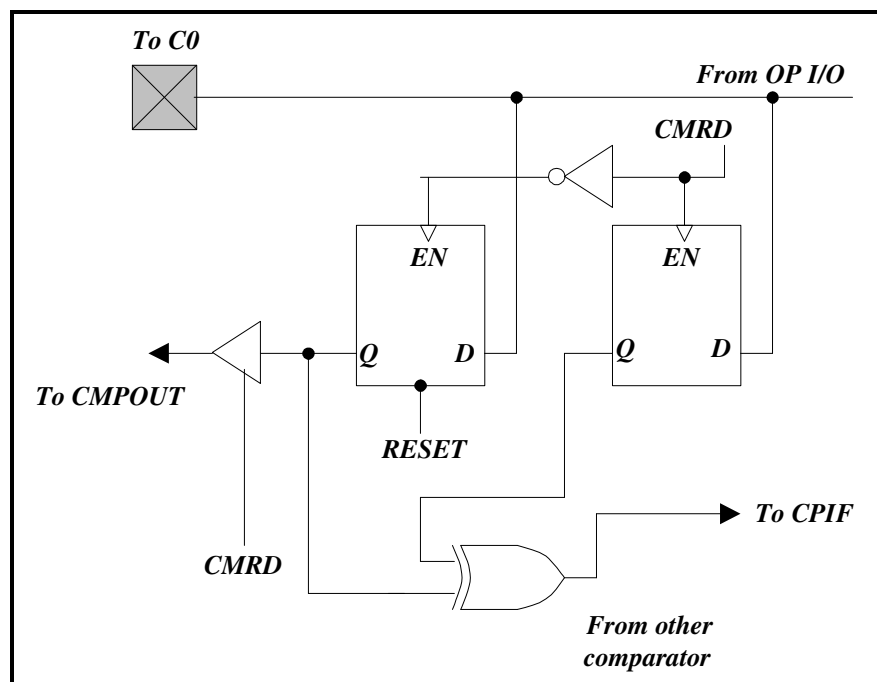 To C0
From OP I/O
CMRD
EN
EN
Q
D
Q
D
To CMPOUT
RESET
To CPIF
CMRD
From other
comparator